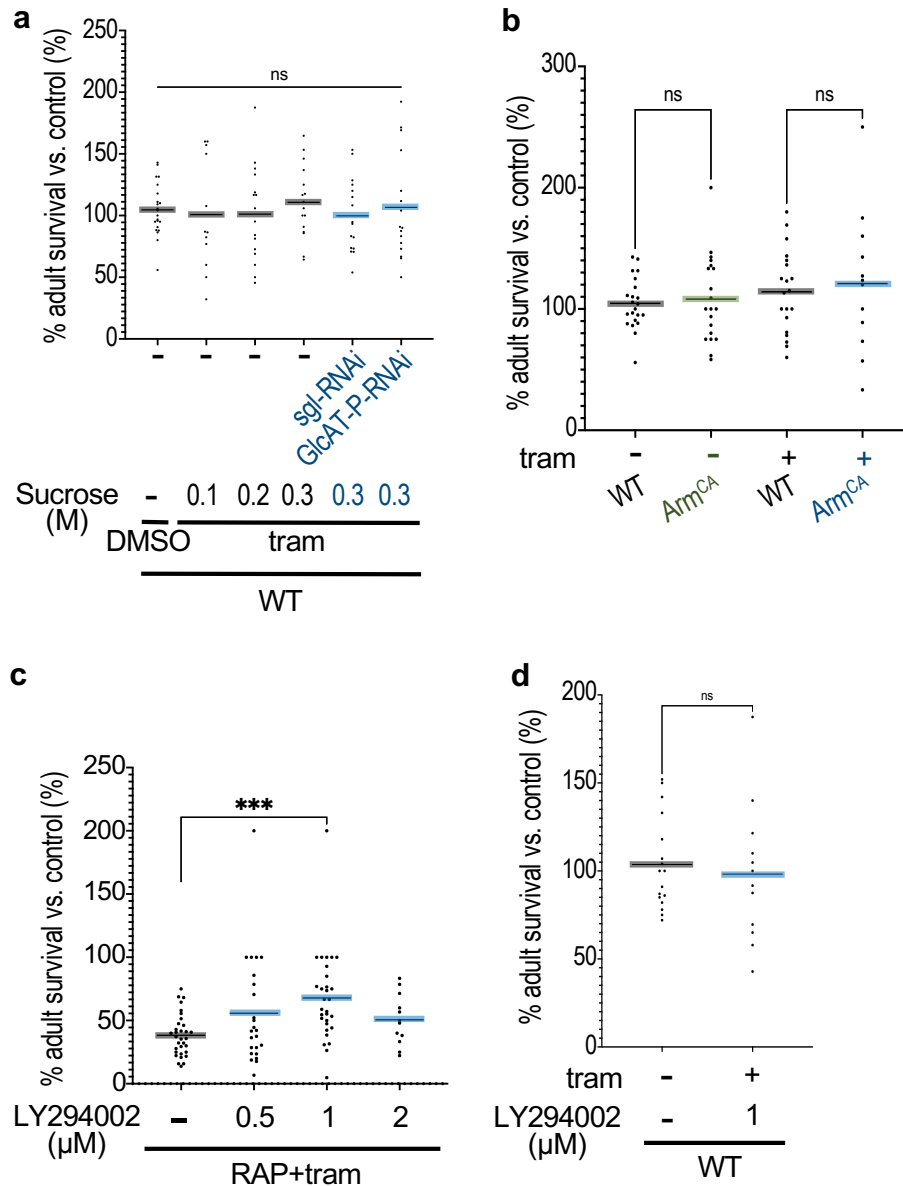 a
% adult survival vs. control (%)
250
200
150
100
50
0
ns
- - - - sgl-RNAi GlcAT-P-RNAi
Sucrose (M) - 0.1 0.2 0.3 0.3 0.3
DMSO tram
WT
b
% adult survival vs. control (%)
300
200
100
0
ns ns
tram - - + +
WT ArmCA WT ArmCA
c
% adult survival vs. control (%)
250
200
150
100
50
0
***
LY294002 (µM) - 0.5 1 2
RAP+tram
d
% adult survival vs. control (%)
200
150
100
50
0
ns
tram - +
LY294002 (µM) - 1
WT